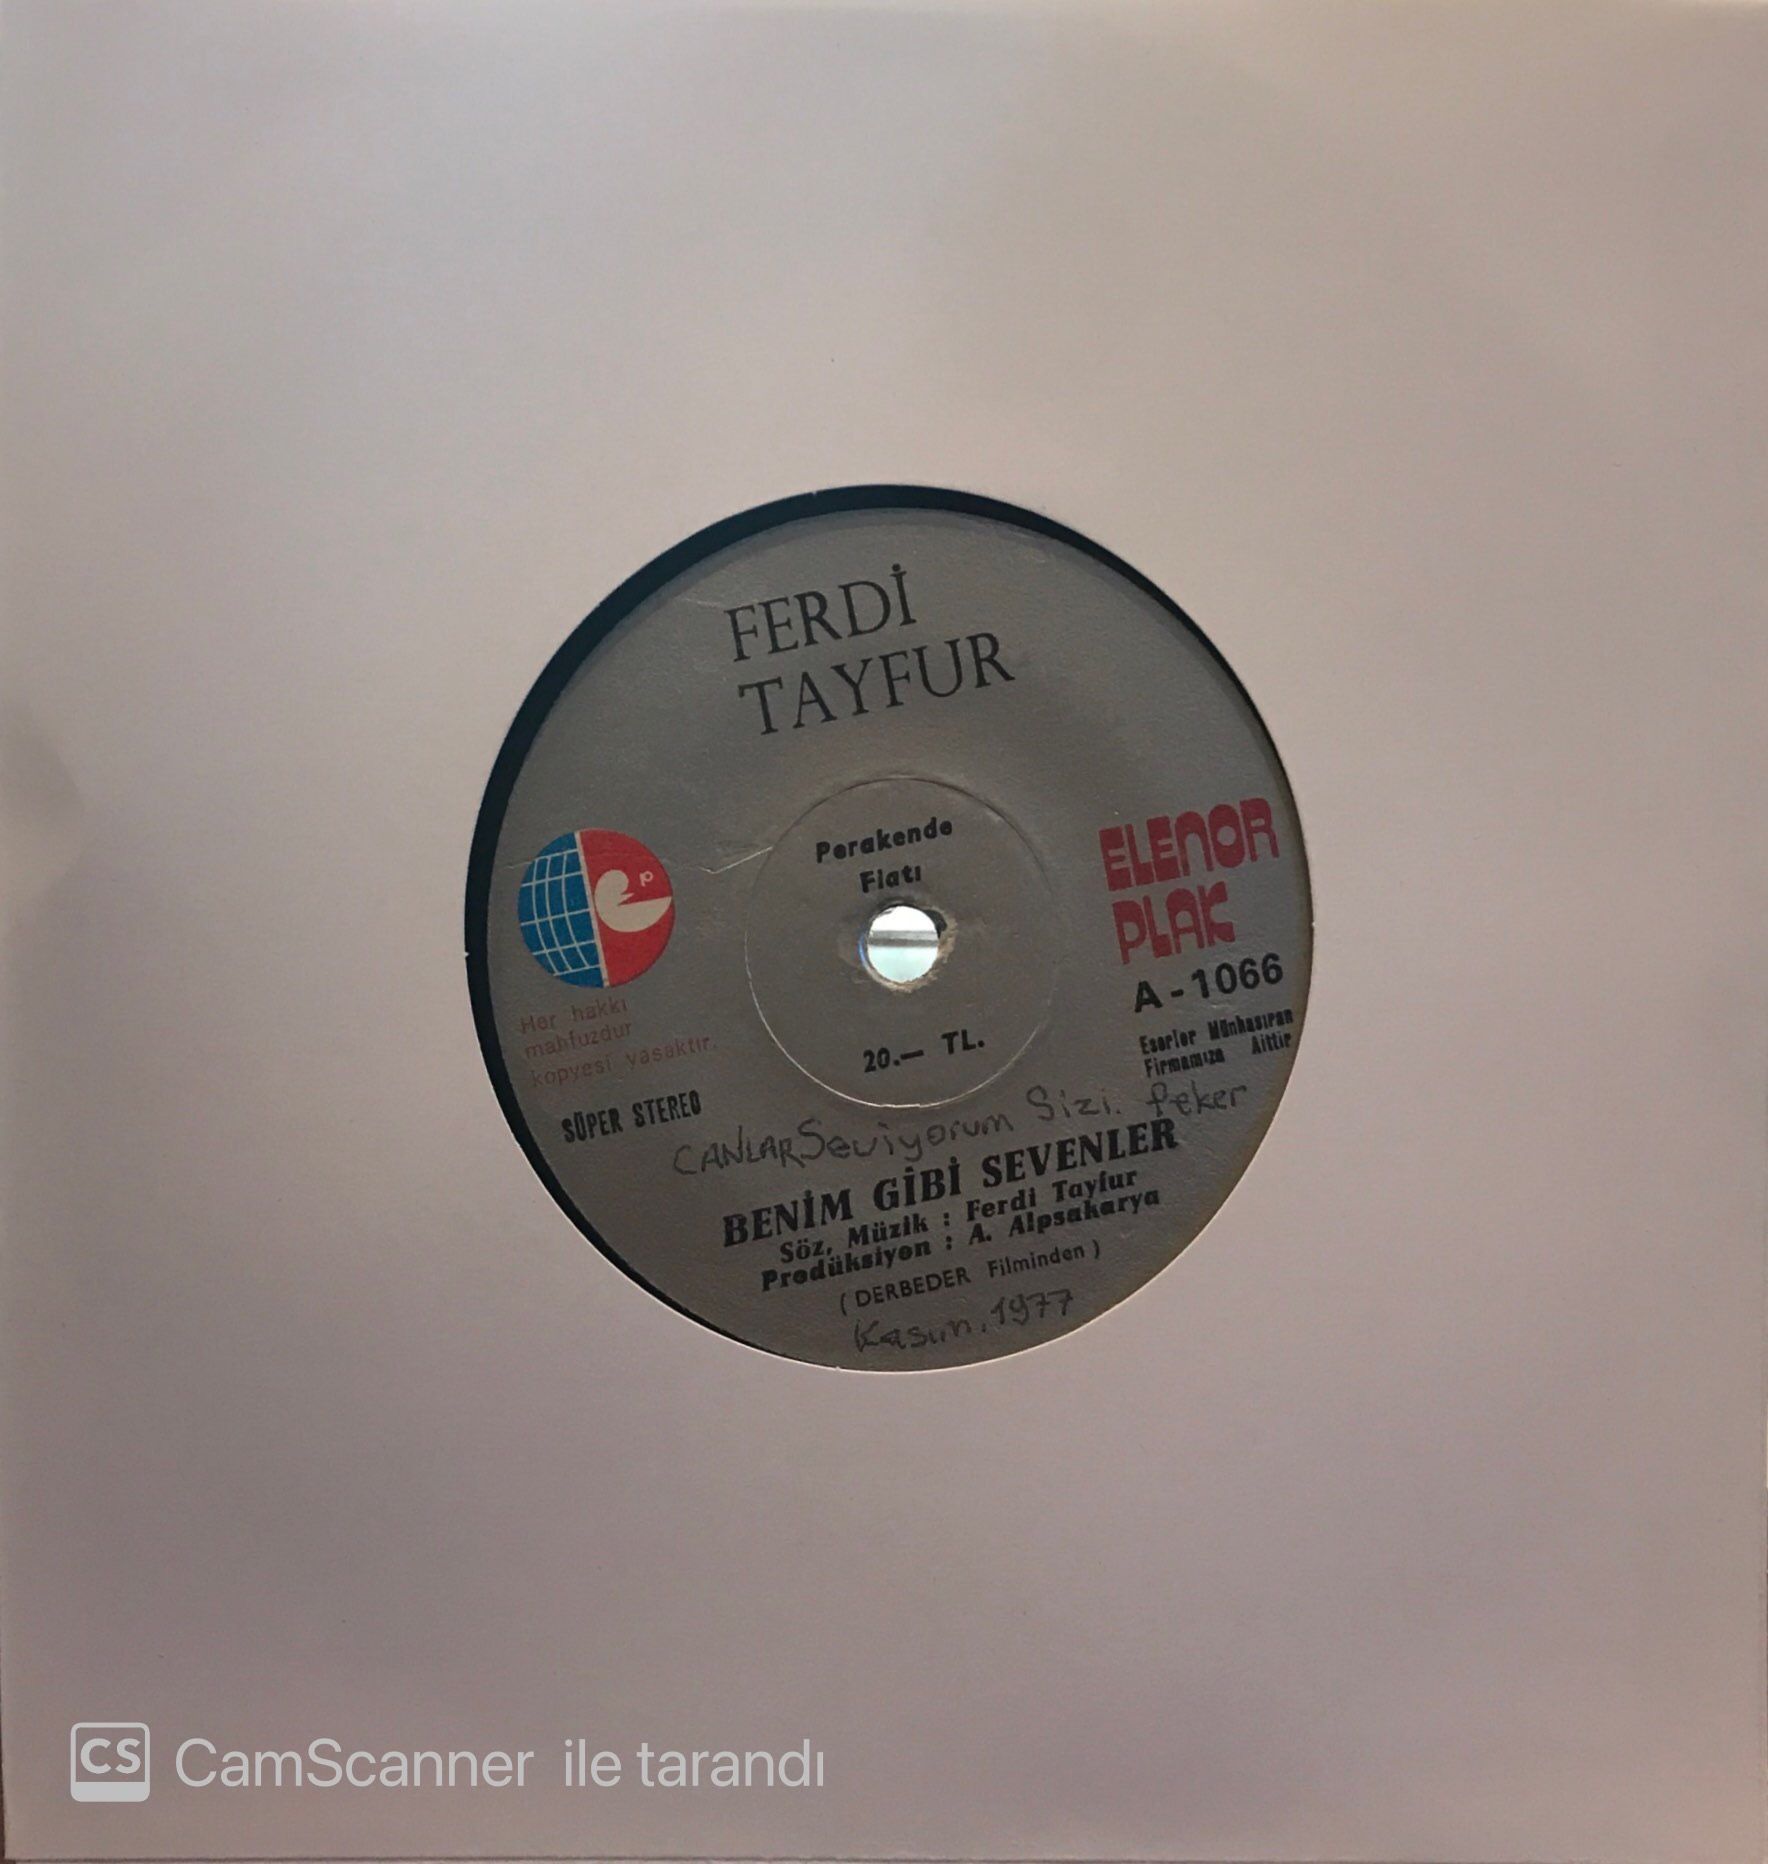 FERDİ
TAYFUR
Perakende
Fiatı
20.— TL.
p
Her hakkı
mahfuzdur
kopyesi yasaktır.
SÜPER STEREO
ELENOR
PLAK
A-1066
Eserler Münhasıran
Firmamıza Aittir
CANLAR Seviyorum Sizi. Peker
BENİM GİBİ SEVENLER
Söz, Müzik : Ferdi Tayfur
Prodüksiyon : A. Alpsakarya
( DERBEDER Filminden )
Kasım.1977
CS CamScanner ile tarandı